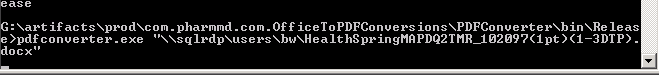 ease
G:\artifacts\prod\com.pharmmd.com.OfficeToPDFConversions\PDFConverter\bin\Releas
e>pdfconverter.exe "\\sqlrdp\users\bw\HealthSpringMAPDQ2TMR_102097(1pt)(1-3DTP).
docx"